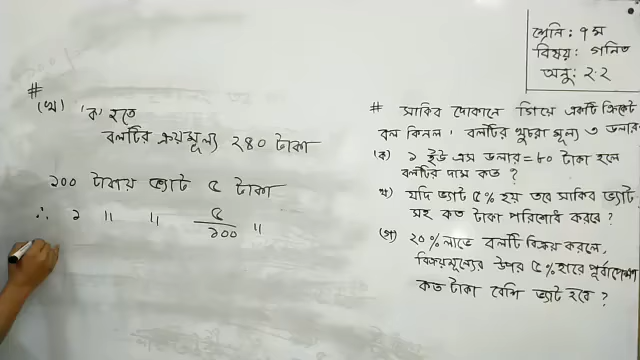 শ্রেনি: ৭ম
বিষয়: গনিত
অনু: ২.২
#
(খ) 'ক' হতে
বলটির ক্রয়মূল্য ২৪০ টাকা
১০০ টাকায় ভ্যাট ৫ টাকা
∴ ১ " " ৫/১০০ "
# সাকিব দোকানে গিয়ে একটি ক্রিকেট
বল কিনল। বলটির খুচরা মূল্য ৩ ডলার।
(ক) ১ ইউ এস ডলার = ৮০ টাকা হলে
বলটির দাম কত?
খ) যদি ভ্যাট ৫% হয় তবে সাকিব ভ্যাট
সহ কত টাকা পরিশোধ করবে?
(গ) ২০% লাভে বলটি বিক্রয় করলে,
বিক্রয়মূল্যের উপর ৫% হারে পূর্বাপেক্ষা
কত টাকা বেশি ভ্যাট হবে?